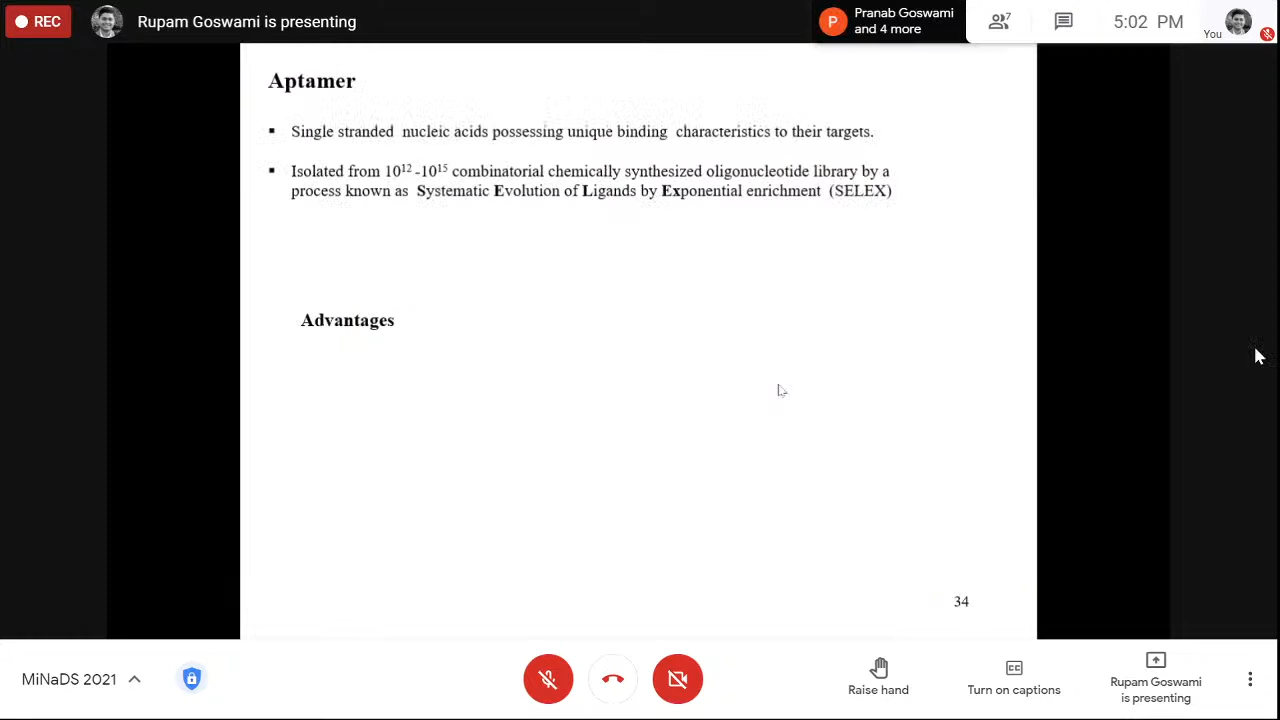 REC
Rupam Goswami is presenting
P
Pranab Goswami
and 4 more
7
5:02 PM
You
Aptamer
▪ Single stranded nucleic acids possessing unique binding characteristics to their targets.
▪ Isolated from 10¹² -10¹⁵ combinatorial chemically synthesized oligonucleotide library by a
process known as Systematic Evolution of Ligands by Exponential enrichment (SELEX)
Advantages
34
MiNaDS 2021
Raise hand
CC
Turn on captions
Rupam Goswami
is presenting